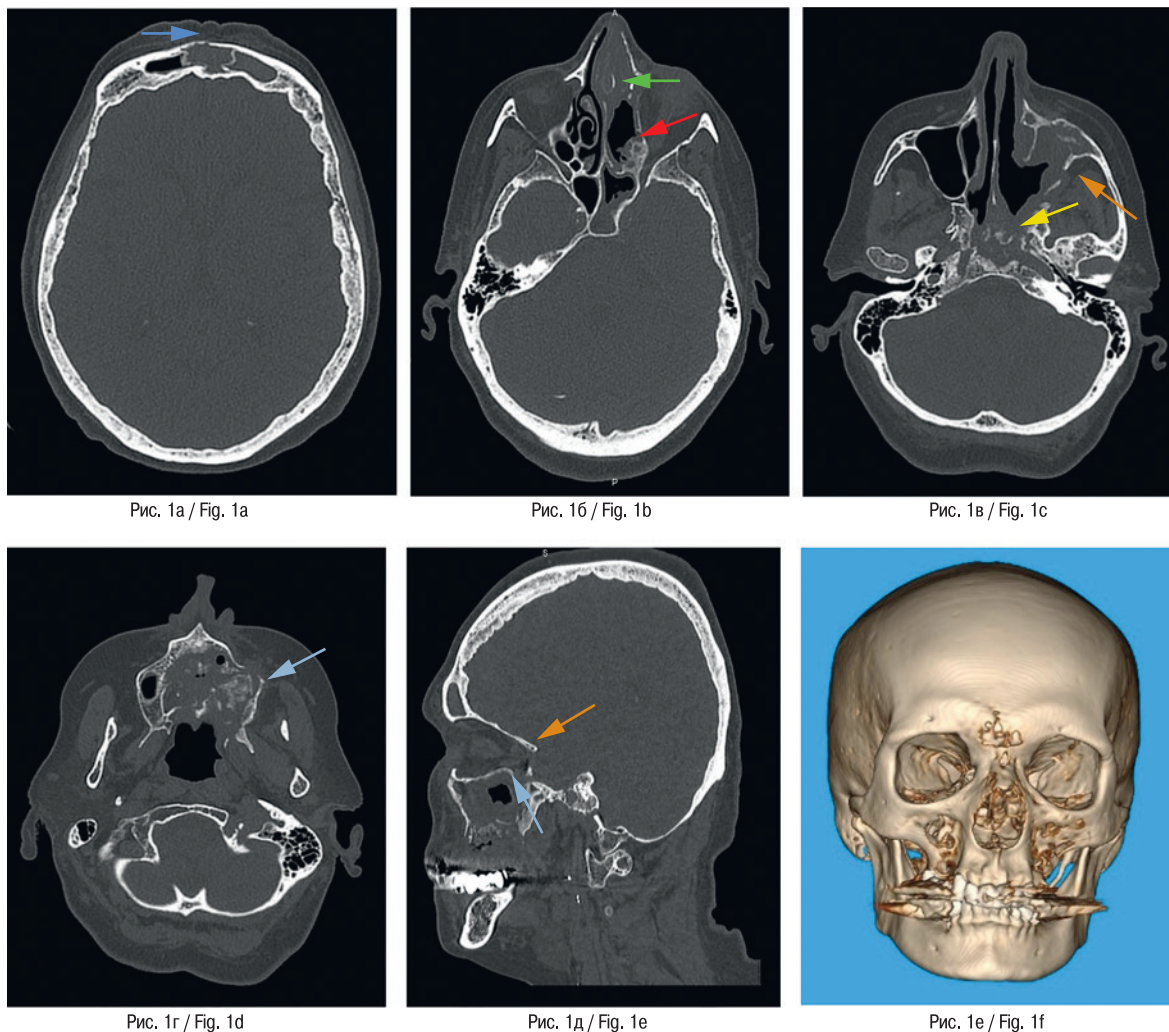 A
P
Рис. 1а / Fig. 1a
Рис. 1б / Fig. 1b
Рис. 1в / Fig. 1c
S
Рис. 1г / Fig. 1d
Рис. 1д / Fig. 1e
Рис. 1е / Fig. 1f